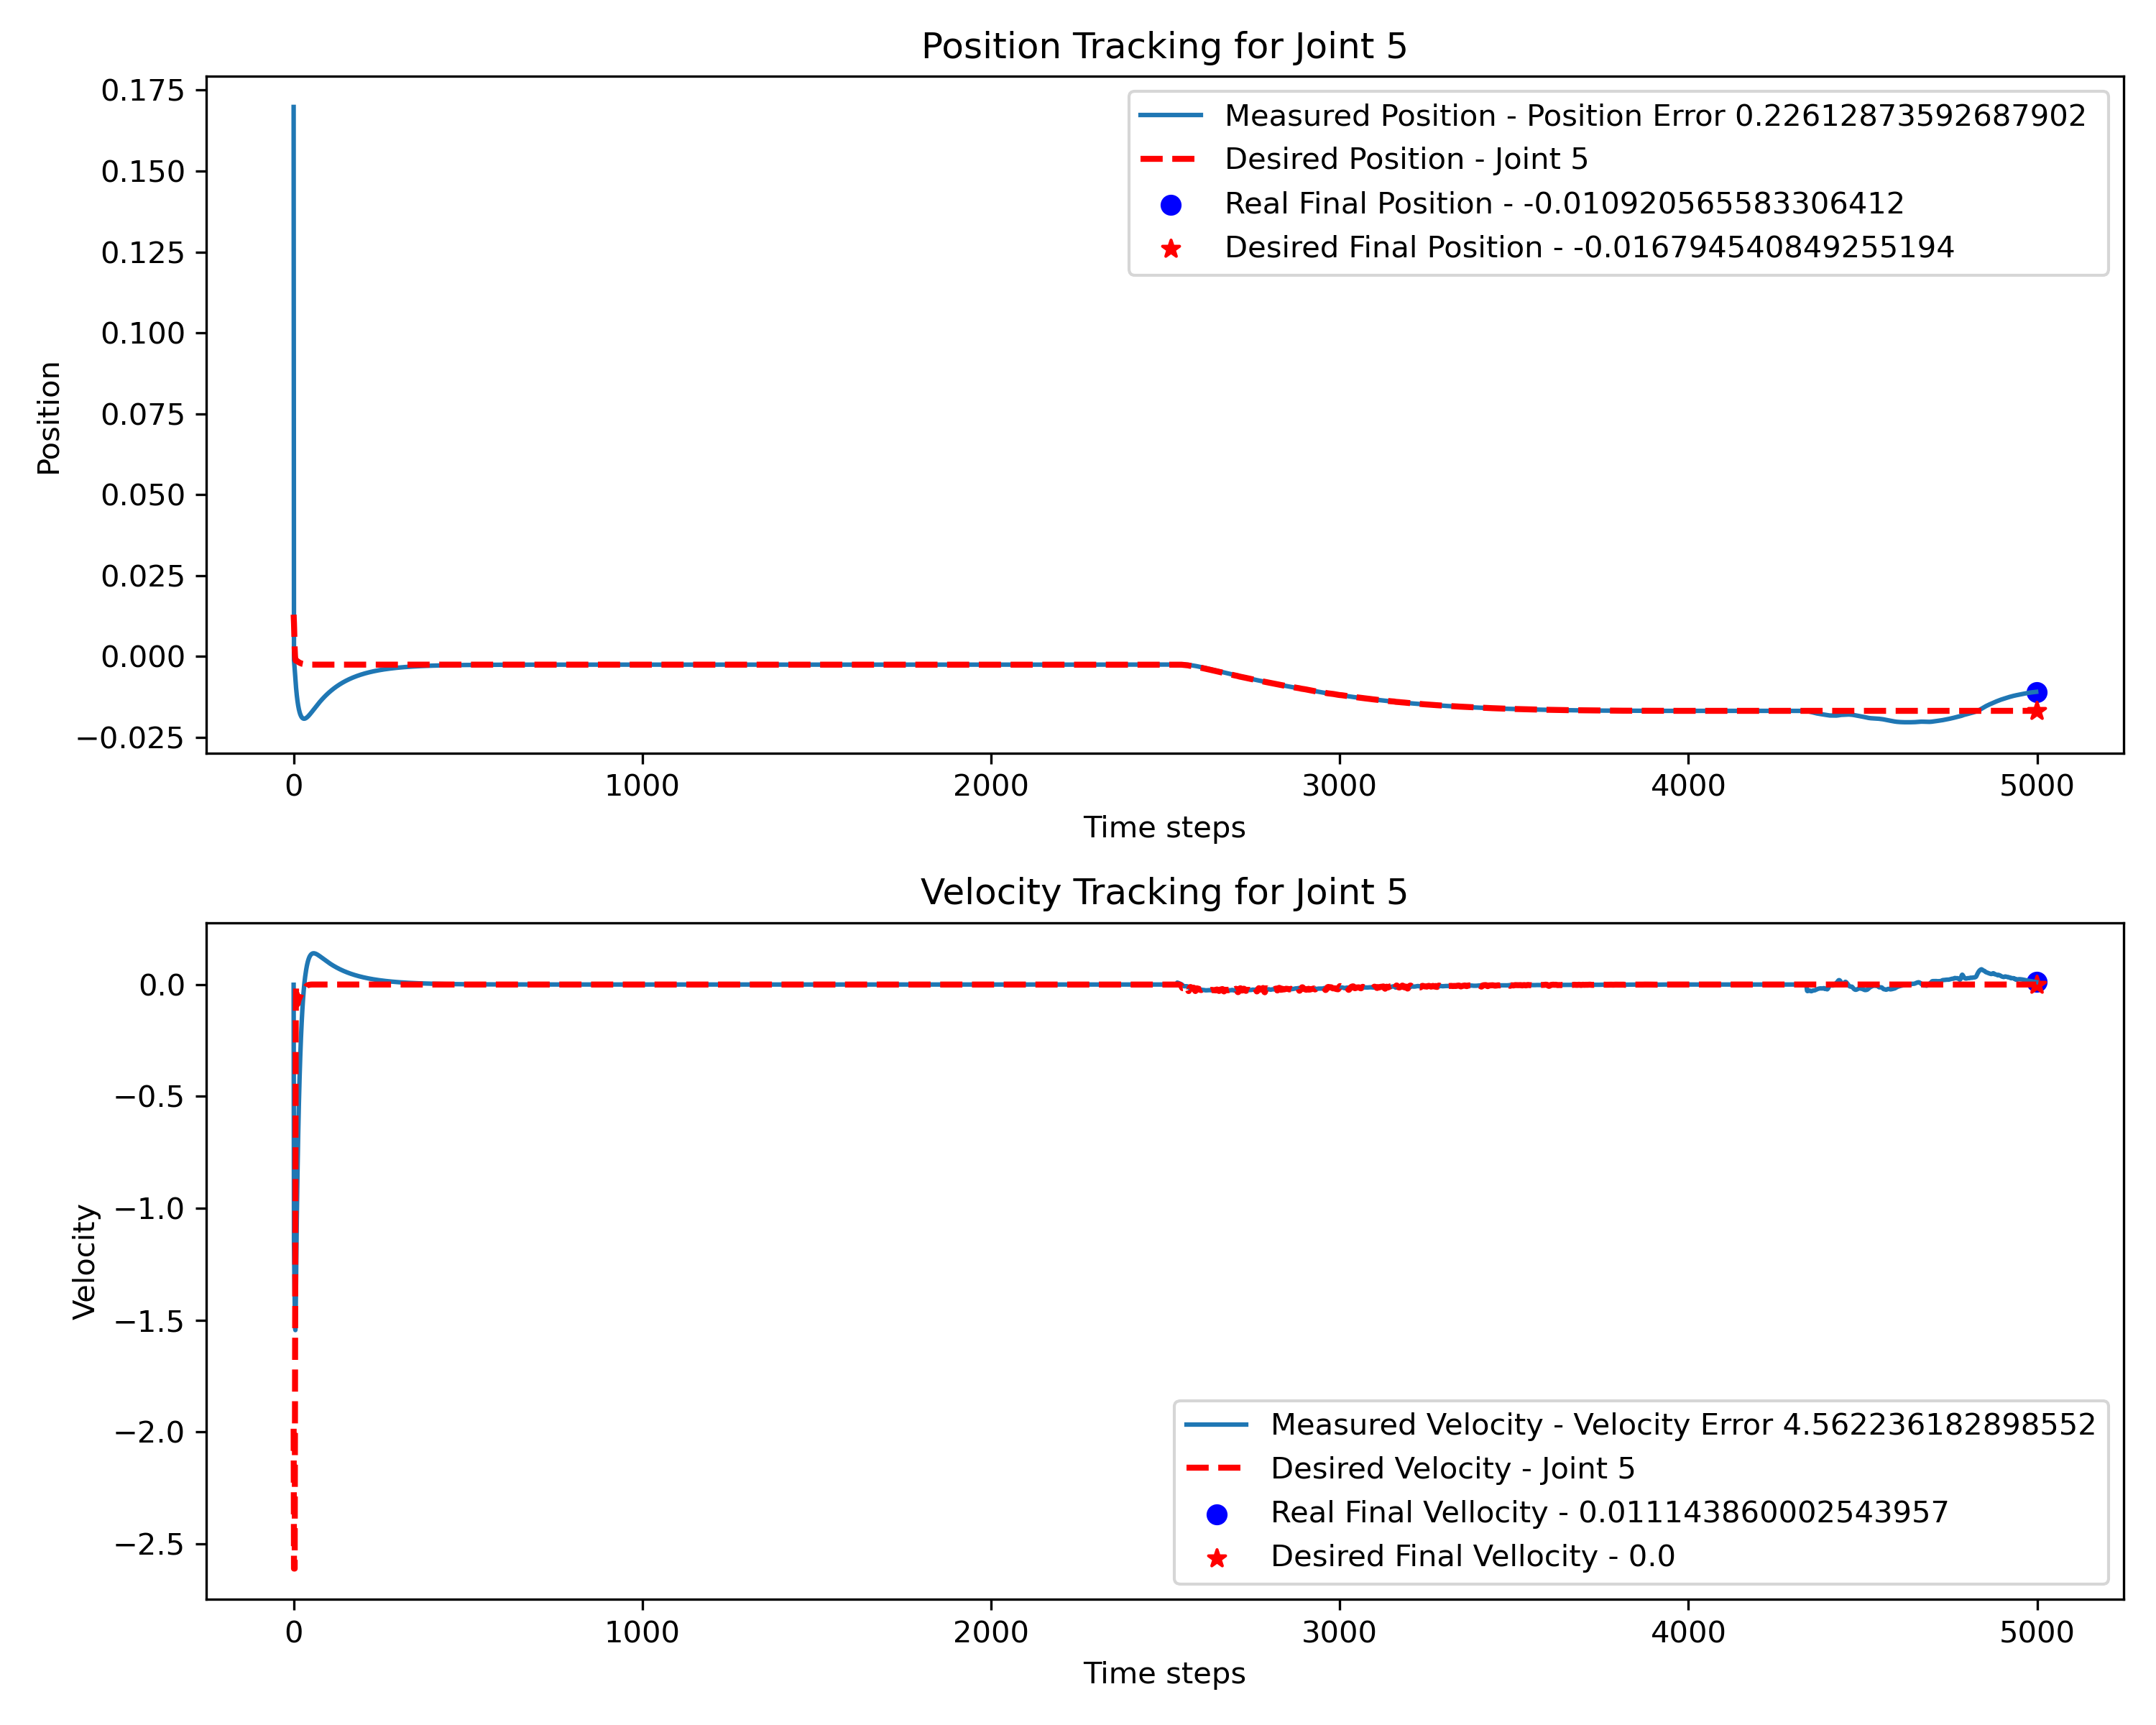 Position Tracking for Joint 5
0.175
0.150
0.125
0.100
0.075
0.050
0.025
0.000
−0.025
Position
Measured Position - Position Error 0.22612873592687902
Desired Position - Joint 5
Real Final Position - -0.010920565583306412
Desired Final Position - -0.016794540849255194
0 1000 2000 3000 4000 5000
Time steps
Velocity Tracking for Joint 5
0.0
−0.5
−1.0
−1.5
−2.0
−2.5
Velocity
Measured Velocity - Velocity Error 4.562236182898552
Desired Velocity - Joint 5
Real Final Vellocity - 0.011143860002543957
Desired Final Vellocity - 0.0
0 1000 2000 3000 4000 5000
Time steps